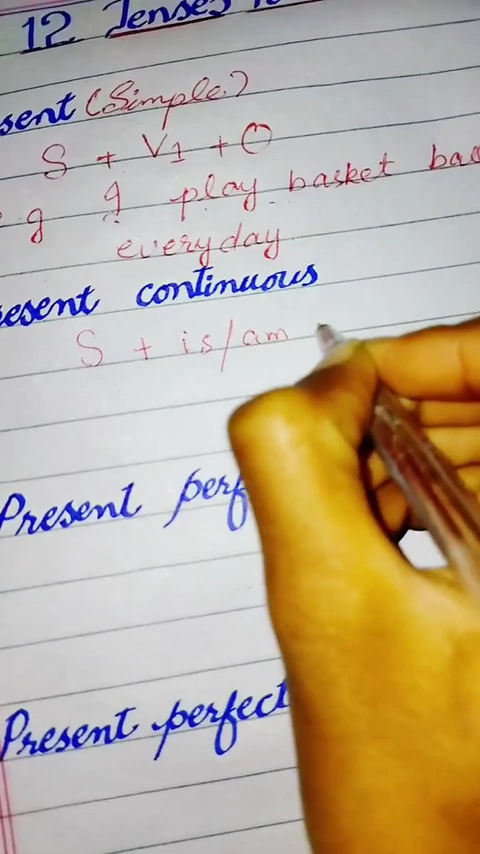 12 Tenses
sent (Simple)
S + V1 + O
g I play basket ba
everyday
esent continuous
S + is/am
Present perf
Present perfect